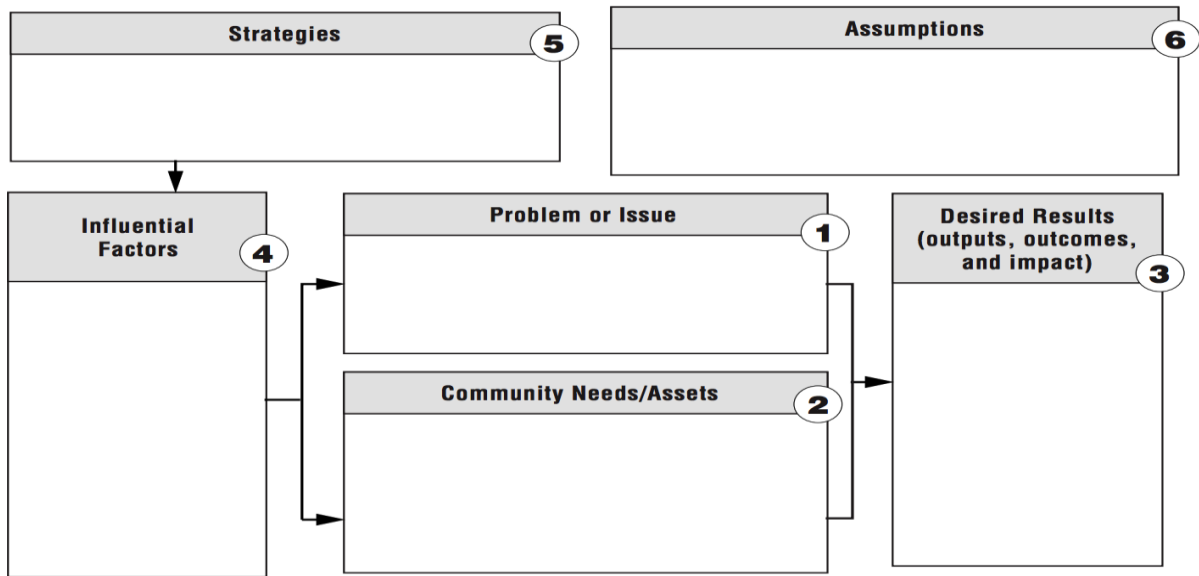 Strategies
5
Assumptions
6
Influential
Factors
4
Problem or Issue
1
Community Needs/Assets
2
Desired Results
(outputs, outcomes,
and impact)
3